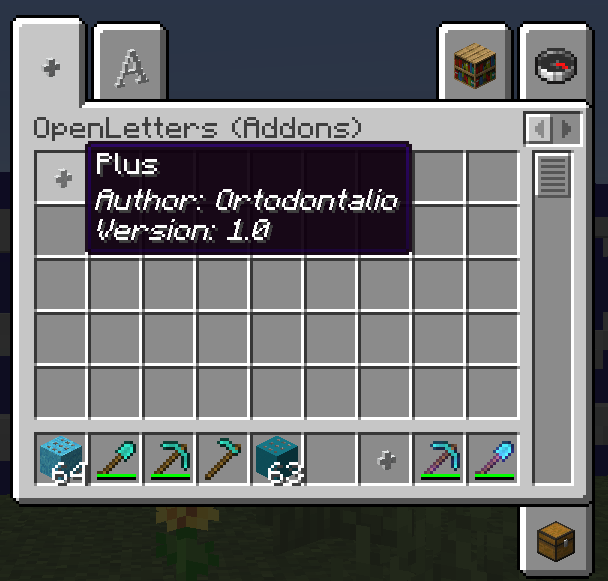 A
OpenLetters (Addons)
Plus
Author: Ortodontalio
Version: 1.0
64
63